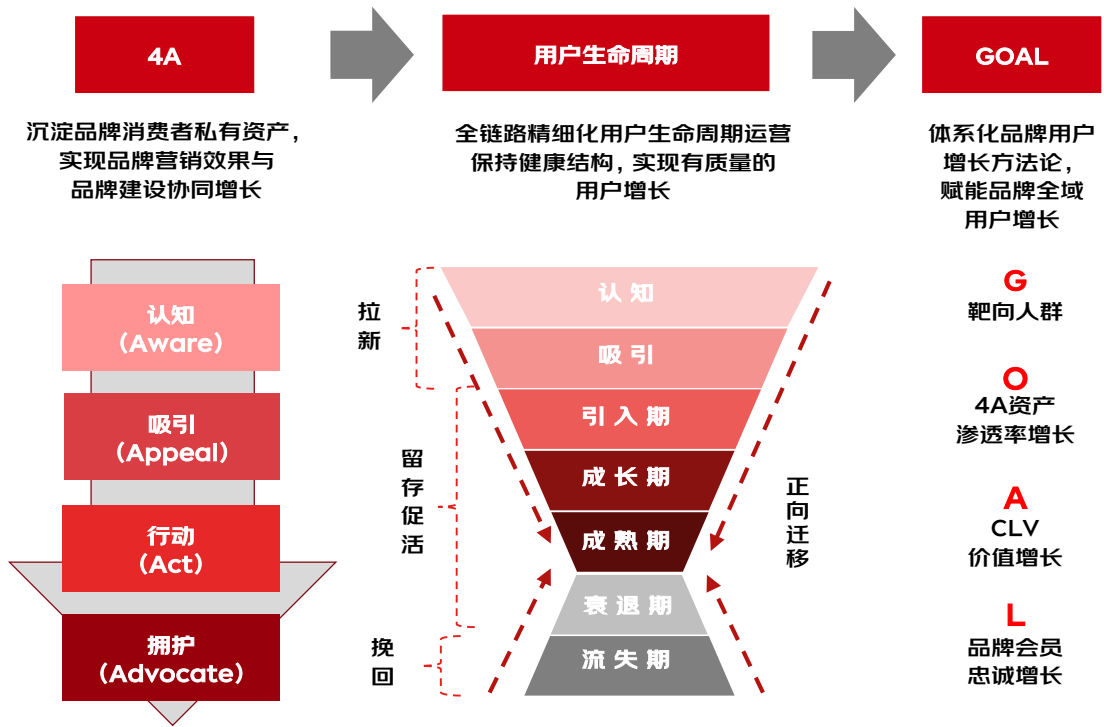 4A
用户生命周期
GOAL
沉淀品牌消费者私有资产，
实现品牌营销效果与
品牌建设协同增长
全链路精细化用户生命周期运营
保持健康结构，实现有质量的
用户增长
体系化品牌用户
增长方法论，
赋能品牌全域
用户增长
认知
（Aware）
吸引
（Appeal）
行动
（Act）
拥护
（Advocate）
拉
新
留
存
促
活
挽
回
认知
吸引
引入期
成长期
成熟期
衰退期
流失期
正
向
迁
移
G
靶向人群
O
4A资产
渗透率增长
A
CLV
价值增长
L
品牌会员
忠诚增长